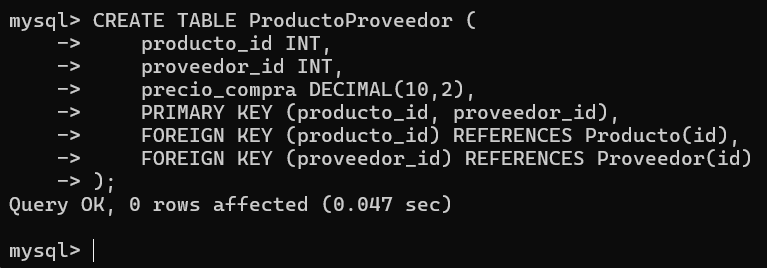 mysql> CREATE TABLE ProductoProveedor (
    ->     producto_id INT,
    ->     proveedor_id INT,
    ->     precio_compra DECIMAL(10,2),
    ->     PRIMARY KEY (producto_id, proveedor_id),
    ->     FOREIGN KEY (producto_id) REFERENCES Producto(id),
    ->     FOREIGN KEY (proveedor_id) REFERENCES Proveedor(id)
    -> );
Query OK, 0 rows affected (0.047 sec)
mysql>